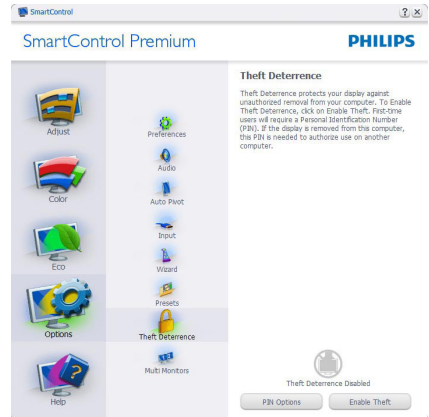 SmartControl
SmartControl Premium
PHILIPS
Adjust
Color
Eco
Options
Help
Preferences
Audio
Auto Pivot
Input
Wizard
Presets
Theft Deterrence
Multi Monitors
Theft Deterrence
Theft Deterrence protects your display against
unauthorized removal from your computer. To Enable
Theft Deterrence, click on Enable Theft. First-time
users will require a Personal Identification Number
(PIN). If the display is removed from this computer,
this PIN is needed to authorize use on another
computer.
Theft Deterrence Disabled
PIN Options
Enable Theft